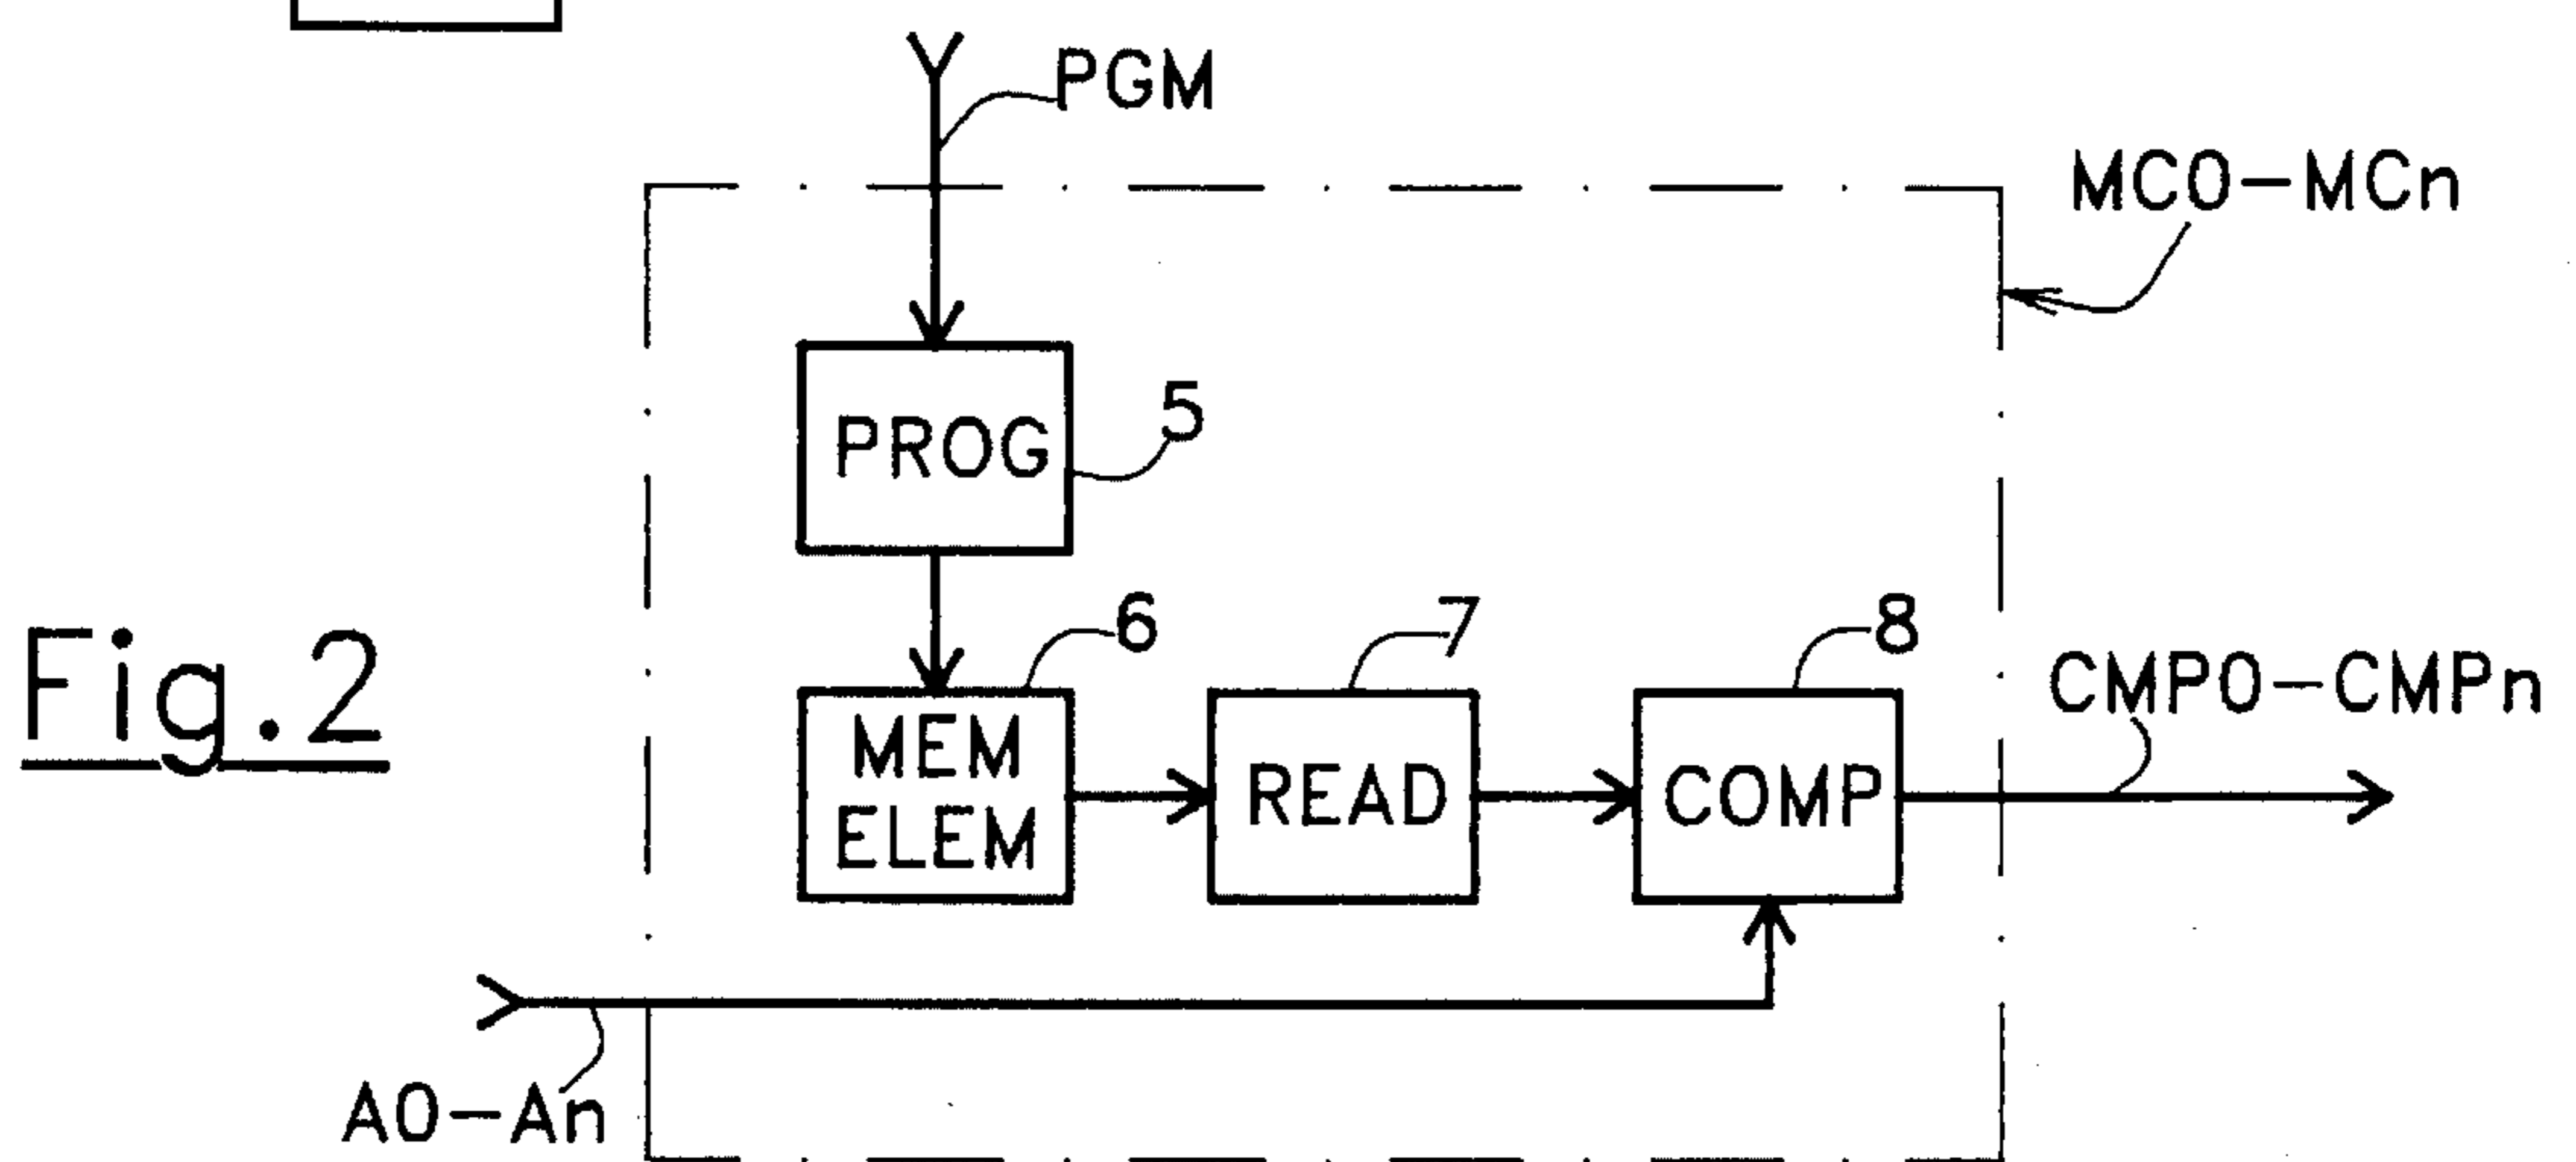 PGM
MC0-MCn
PROG
5
6
7
8
Fig.2
MEM
ELEM
READ
COMP
CMP0-CMPn
A0-An